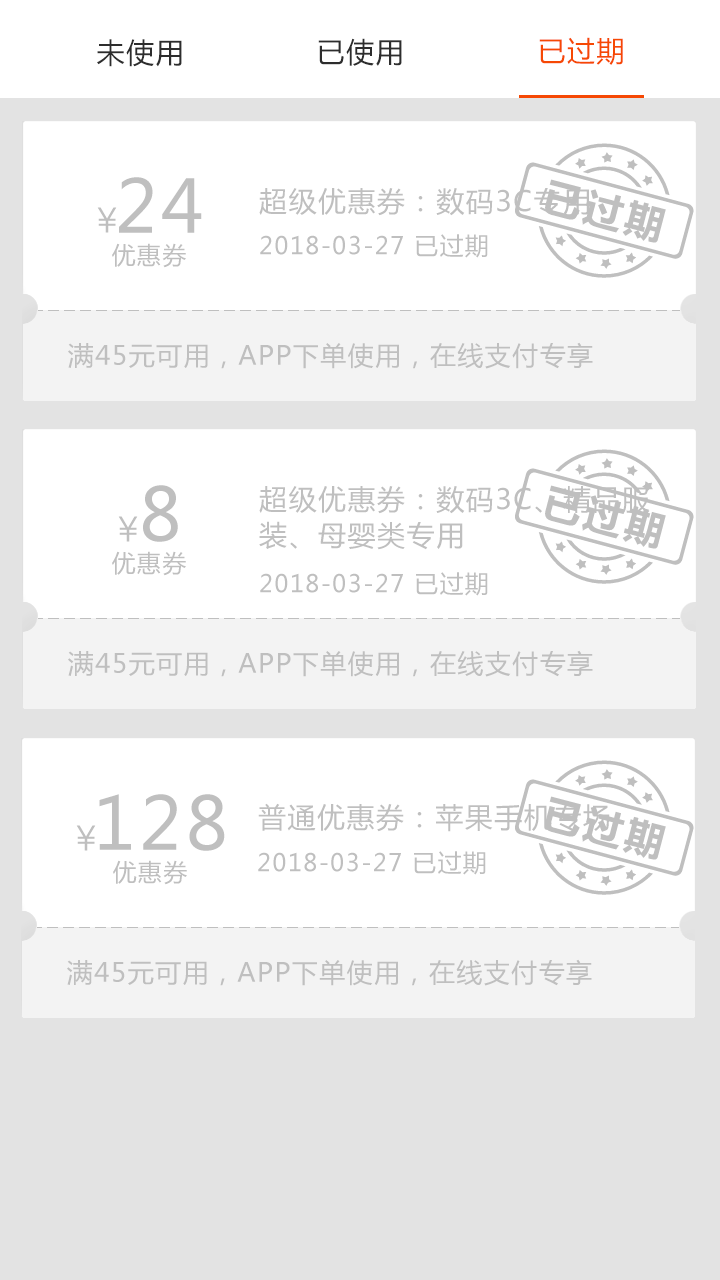 未使用 已使用 已过期
¥24
优惠券
超级优惠券：数码3C专用
2018-03-27 已过期
已过期
满45元可用，APP下单使用，在线支付专享
¥8
优惠券
超级优惠券：数码3C、精品服
装、母婴类专用
2018-03-27 已过期
已过期
满45元可用，APP下单使用，在线支付专享
¥128
优惠券
普通优惠券：苹果手机专场
2018-03-27 已过期
已过期
满45元可用，APP下单使用，在线支付专享